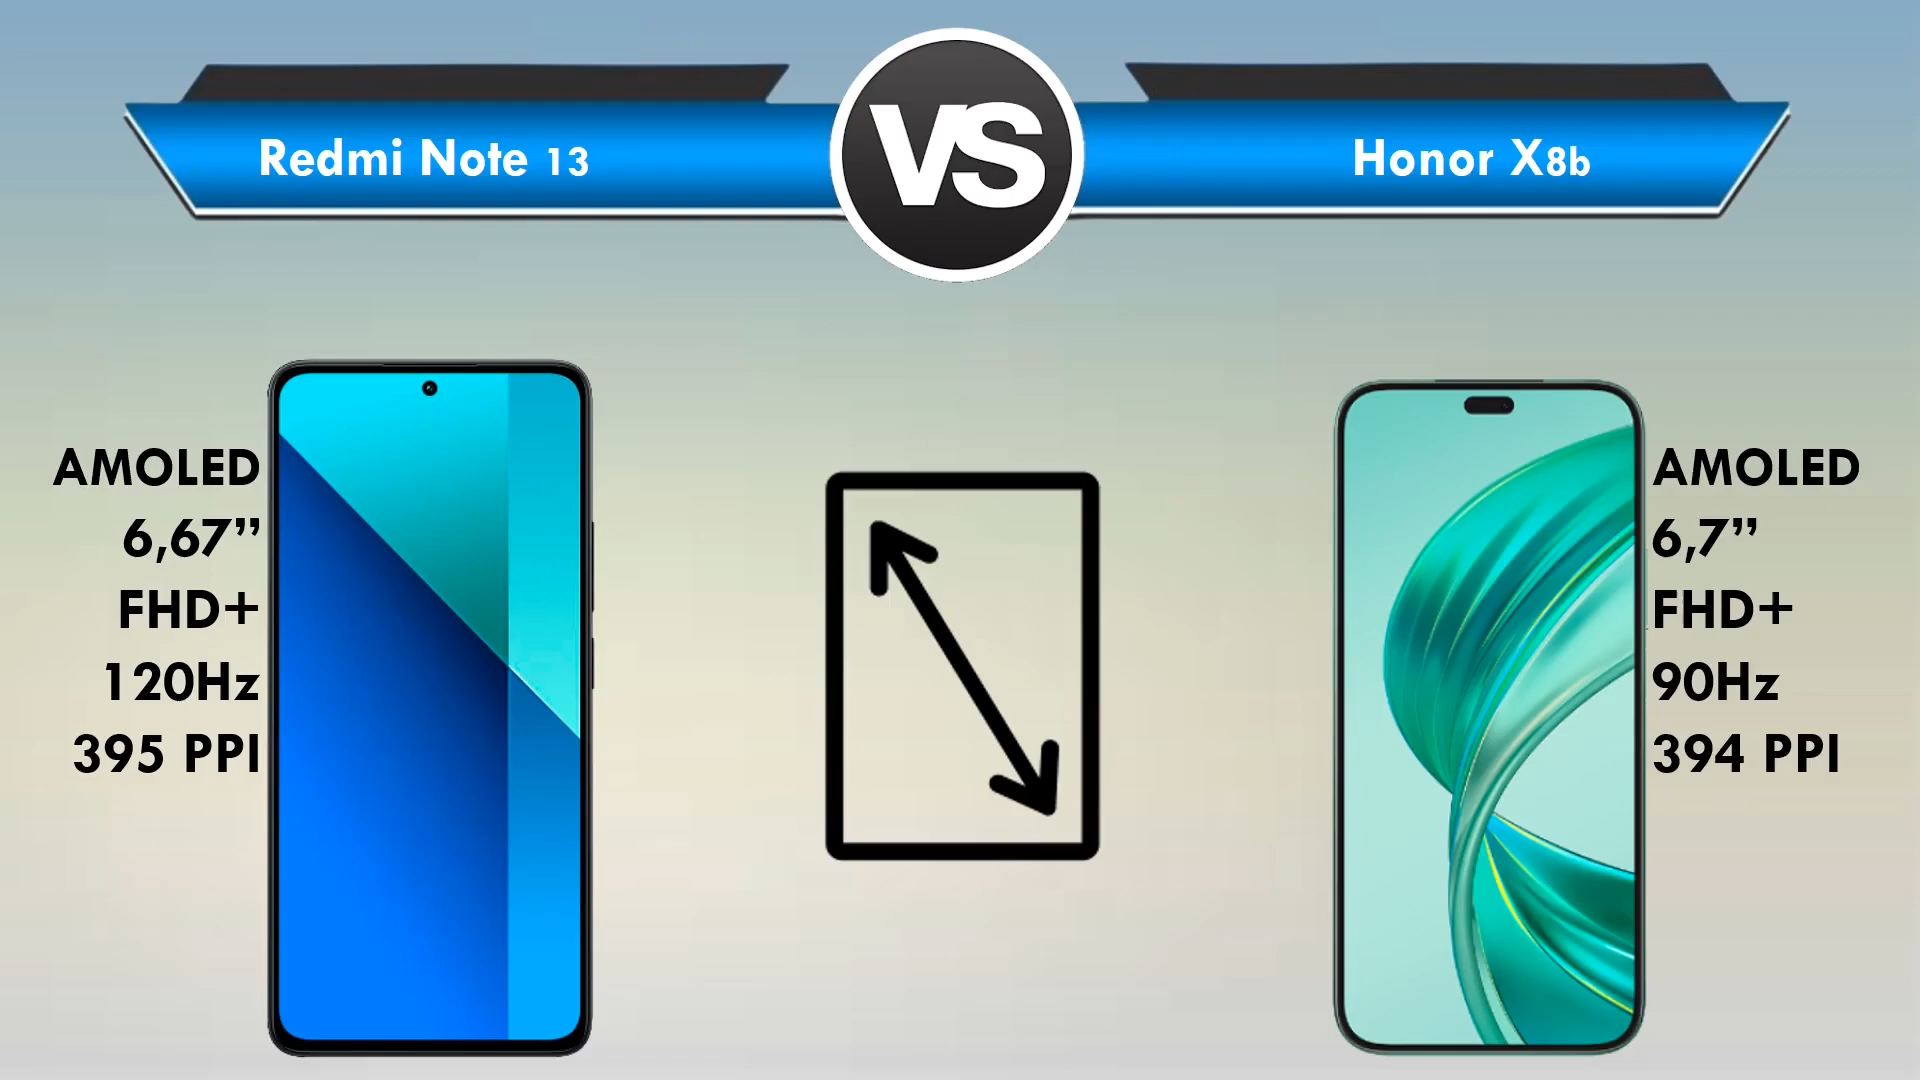 Redmi Note 13
VS
Honor X8b
AMOLED
6,67”
FHD+
120Hz
395 PPI
AMOLED
6,7”
FHD+
90Hz
394 PPI